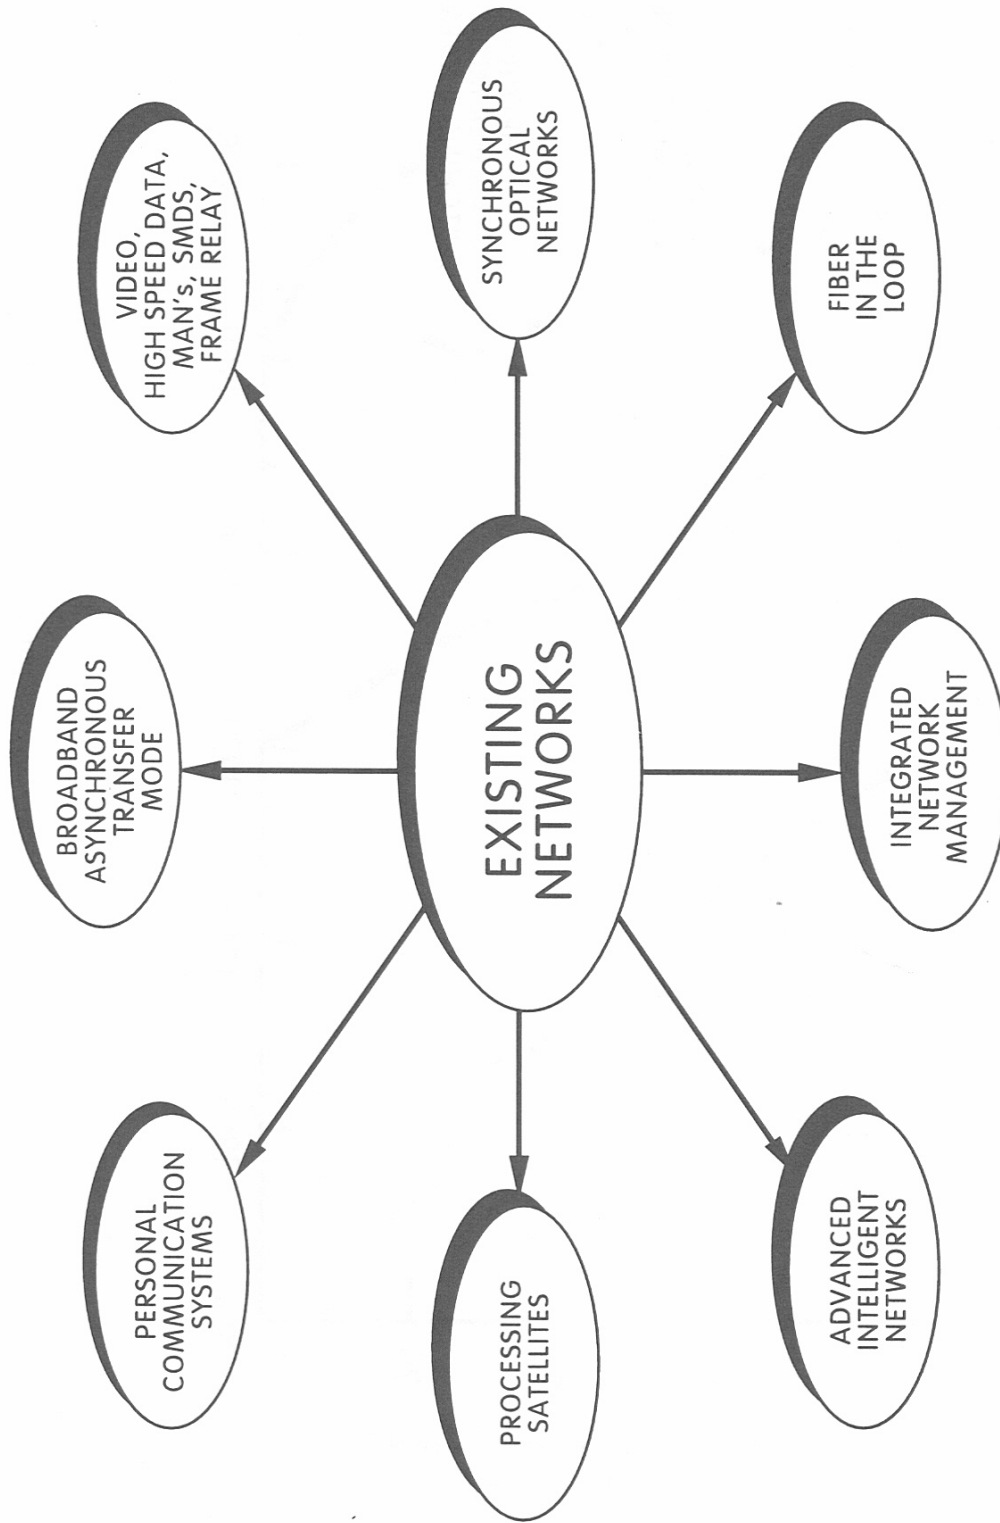 BROADBAND
ASYNCHRONOUS
TRANSFER
MODE
PERSONAL
COMMUNICATION
SYSTEMS
VIDEO,
HIGH SPEED DATA,
MAN's, SMDS,
FRAME RELAY
PROCESSING
SATELLITES
EXISTING
NETWORKS
SYNCHRONOUS
OPTICAL
NETWORKS
ADVANCED
INTELLIGENT
NETWORKS
INTEGRATED
NETWORK
MANAGEMENT
FIBER
IN THE
LOOP